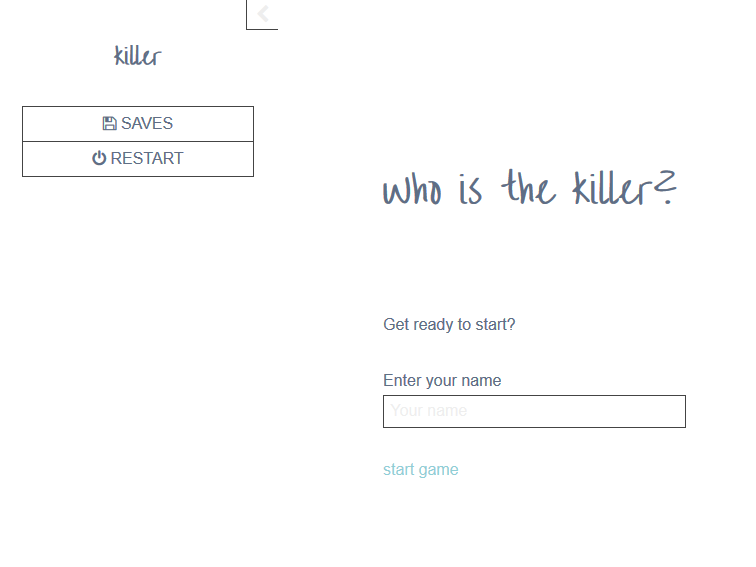 killer
SAVES
RESTART
who is the killer?
Get ready to start?
Enter your name
Your name
start game